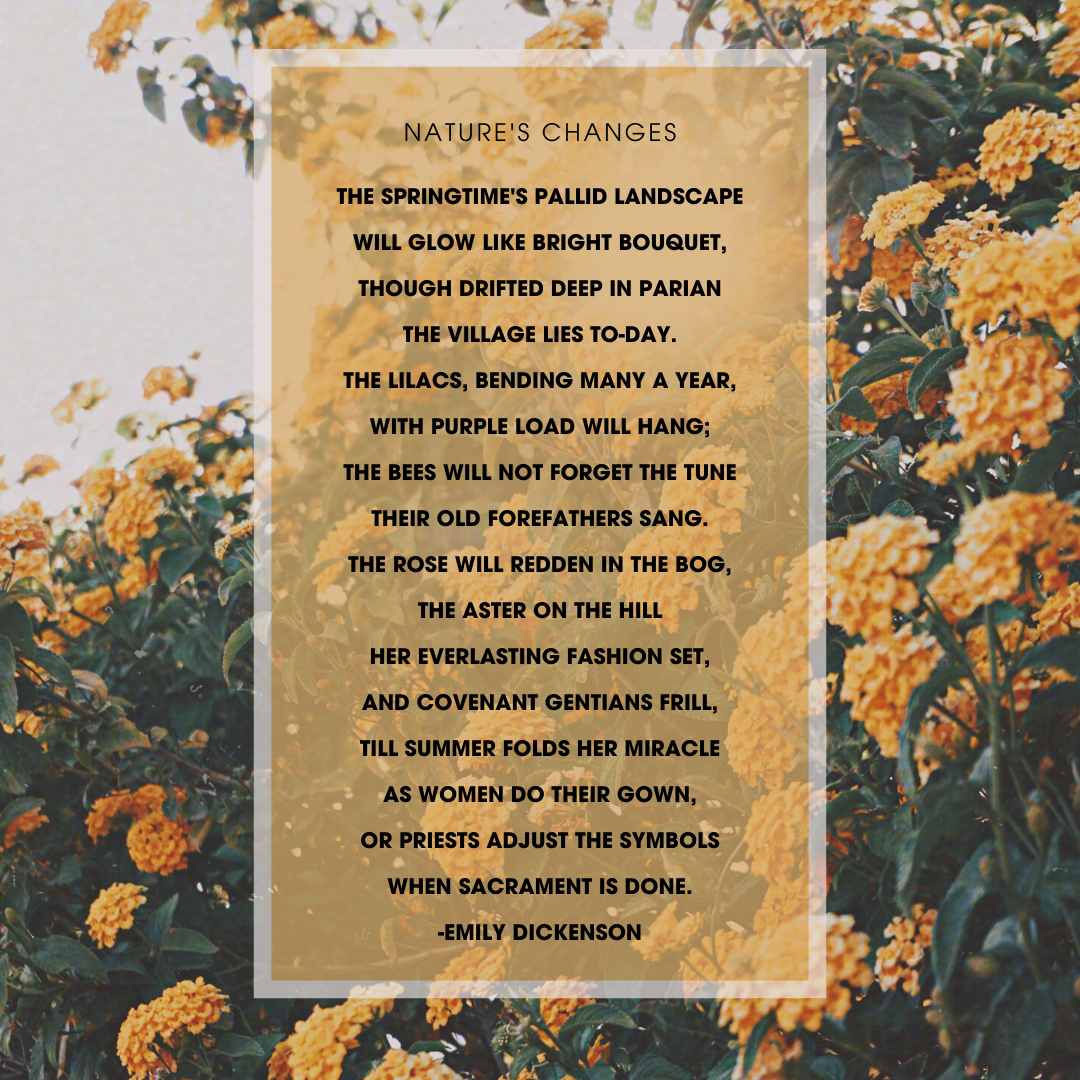 NATURE'S CHANGES
THE SPRINGTIME'S PALLID LANDSCAPE
WILL GLOW LIKE BRIGHT BOUQUET,
THOUGH DRIFTED DEEP IN PARIAN
THE VILLAGE LIES TO-DAY.
THE LILACS, BENDING MANY A YEAR,
WITH PURPLE LOAD WILL HANG;
THE BEES WILL NOT FORGET THE TUNE
THEIR OLD FOREFATHERS SANG.
THE ROSE WILL REDDEN IN THE BOG,
THE ASTER ON THE HILL
HER EVERLASTING FASHION SET,
AND COVENANT GENTIANS FRILL,
TILL SUMMER FOLDS HER MIRACLE
AS WOMEN DO THEIR GOWN,
OR PRIESTS ADJUST THE SYMBOLS
WHEN SACRAMENT IS DONE.
-EMILY DICKENSON